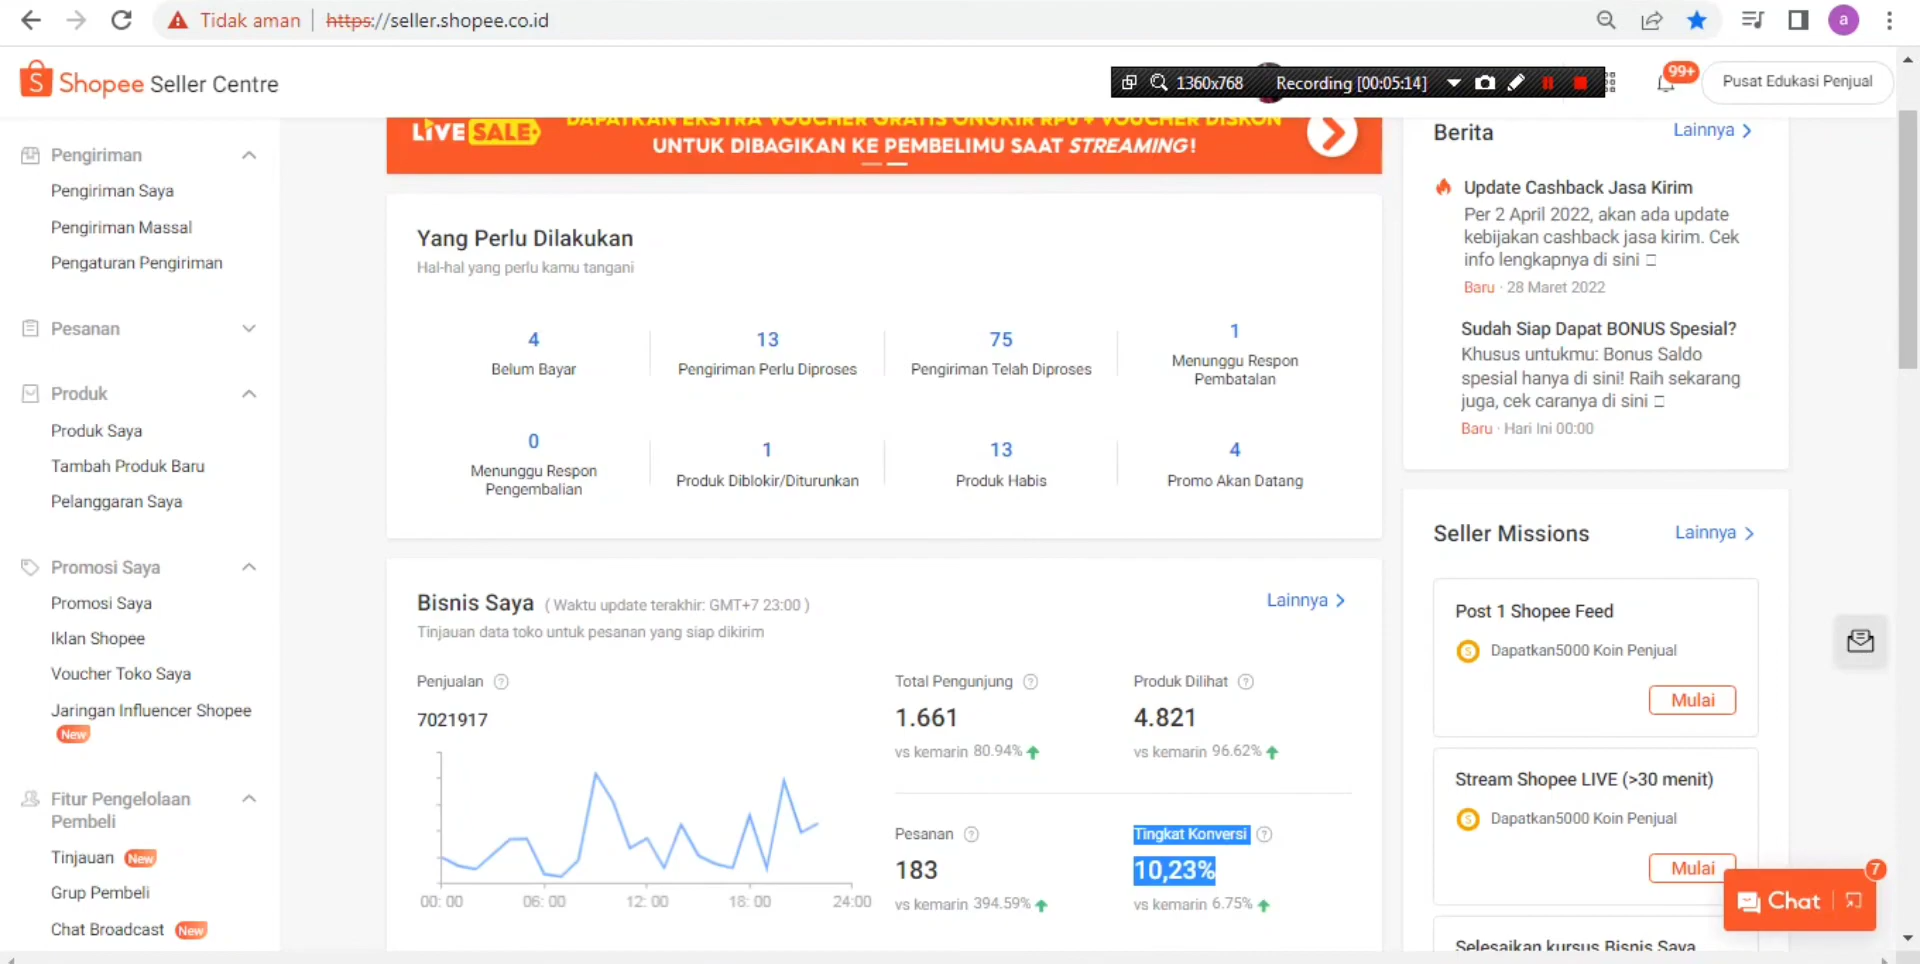 Tidak aman
https://seller.shopee.co.id
a
Shopee Seller Centre
1360x768
Recording [00:05:14]
99+
Pusat Edukasi Penjual
Pengiriman
Pengiriman Saya
Pengiriman Massal
Pengaturan Pengiriman
Pesanan
Produk
Produk Saya
Tambah Produk Baru
Pelanggaran Saya
Promosi Saya
Promosi Saya
Iklan Shopee
Voucher Toko Saya
Jaringan Influencer Shopee
New
Fitur Pengelolaan
Pembeli
Tinjauan New
Grup Pembeli
Chat Broadcast New
LIVE SALE
DAPATKAN EKSTRA VOUCHER GRATIS ONGKIR RP0 + VOUCHER DISKON
UNTUK DIBAGIKAN KE PEMBELIMU SAAT STREAMING!
Yang Perlu Dilakukan
Hal-hal yang perlu kamu tangani
4
Belum Bayar
13
Pengiriman Perlu Diproses
75
Pengiriman Telah Diproses
1
Menunggu Respon
Pembatalan
0
Menunggu Respon
Pengembalian
1
Produk Diblokir/Diturunkan
13
Produk Habis
4
Promo Akan Datang
Bisnis Saya ( Waktu update terakhir: GMT+7 23:00 )
Lainnya
Tinjauan data toko untuk pesanan yang siap dikirim
Penjualan
7021917
00: 00 06: 00 12: 00 18: 00 24:00
Total Pengunjung
1.661
vs kemarin 80.94%
Produk Dilihat
4.821
vs kemarin 96.62%
Pesanan
183
vs kemarin 394.59%
Tingkat Konversi
10,23%
vs kemarin 6.75%
Berita
Lainnya
Update Cashback Jasa Kirim
Per 2 April 2022, akan ada update
kebijakan cashback jasa kirim. Cek
info lengkapnya di sini
Baru · 28 Maret 2022
Sudah Siap Dapat BONUS Spesial?
Khusus untukmu: Bonus Saldo
spesial hanya di sini! Raih sekarang
juga, cek caranya di sini
Baru · Hari Ini 00:00
Seller Missions
Lainnya
Post 1 Shopee Feed
Dapatkan5000 Koin Penjual
Mulai
Stream Shopee LIVE (>30 menit)
Dapatkan5000 Koin Penjual
Mulai
Selesaikan kursus Bisnis Saya
7
Chat